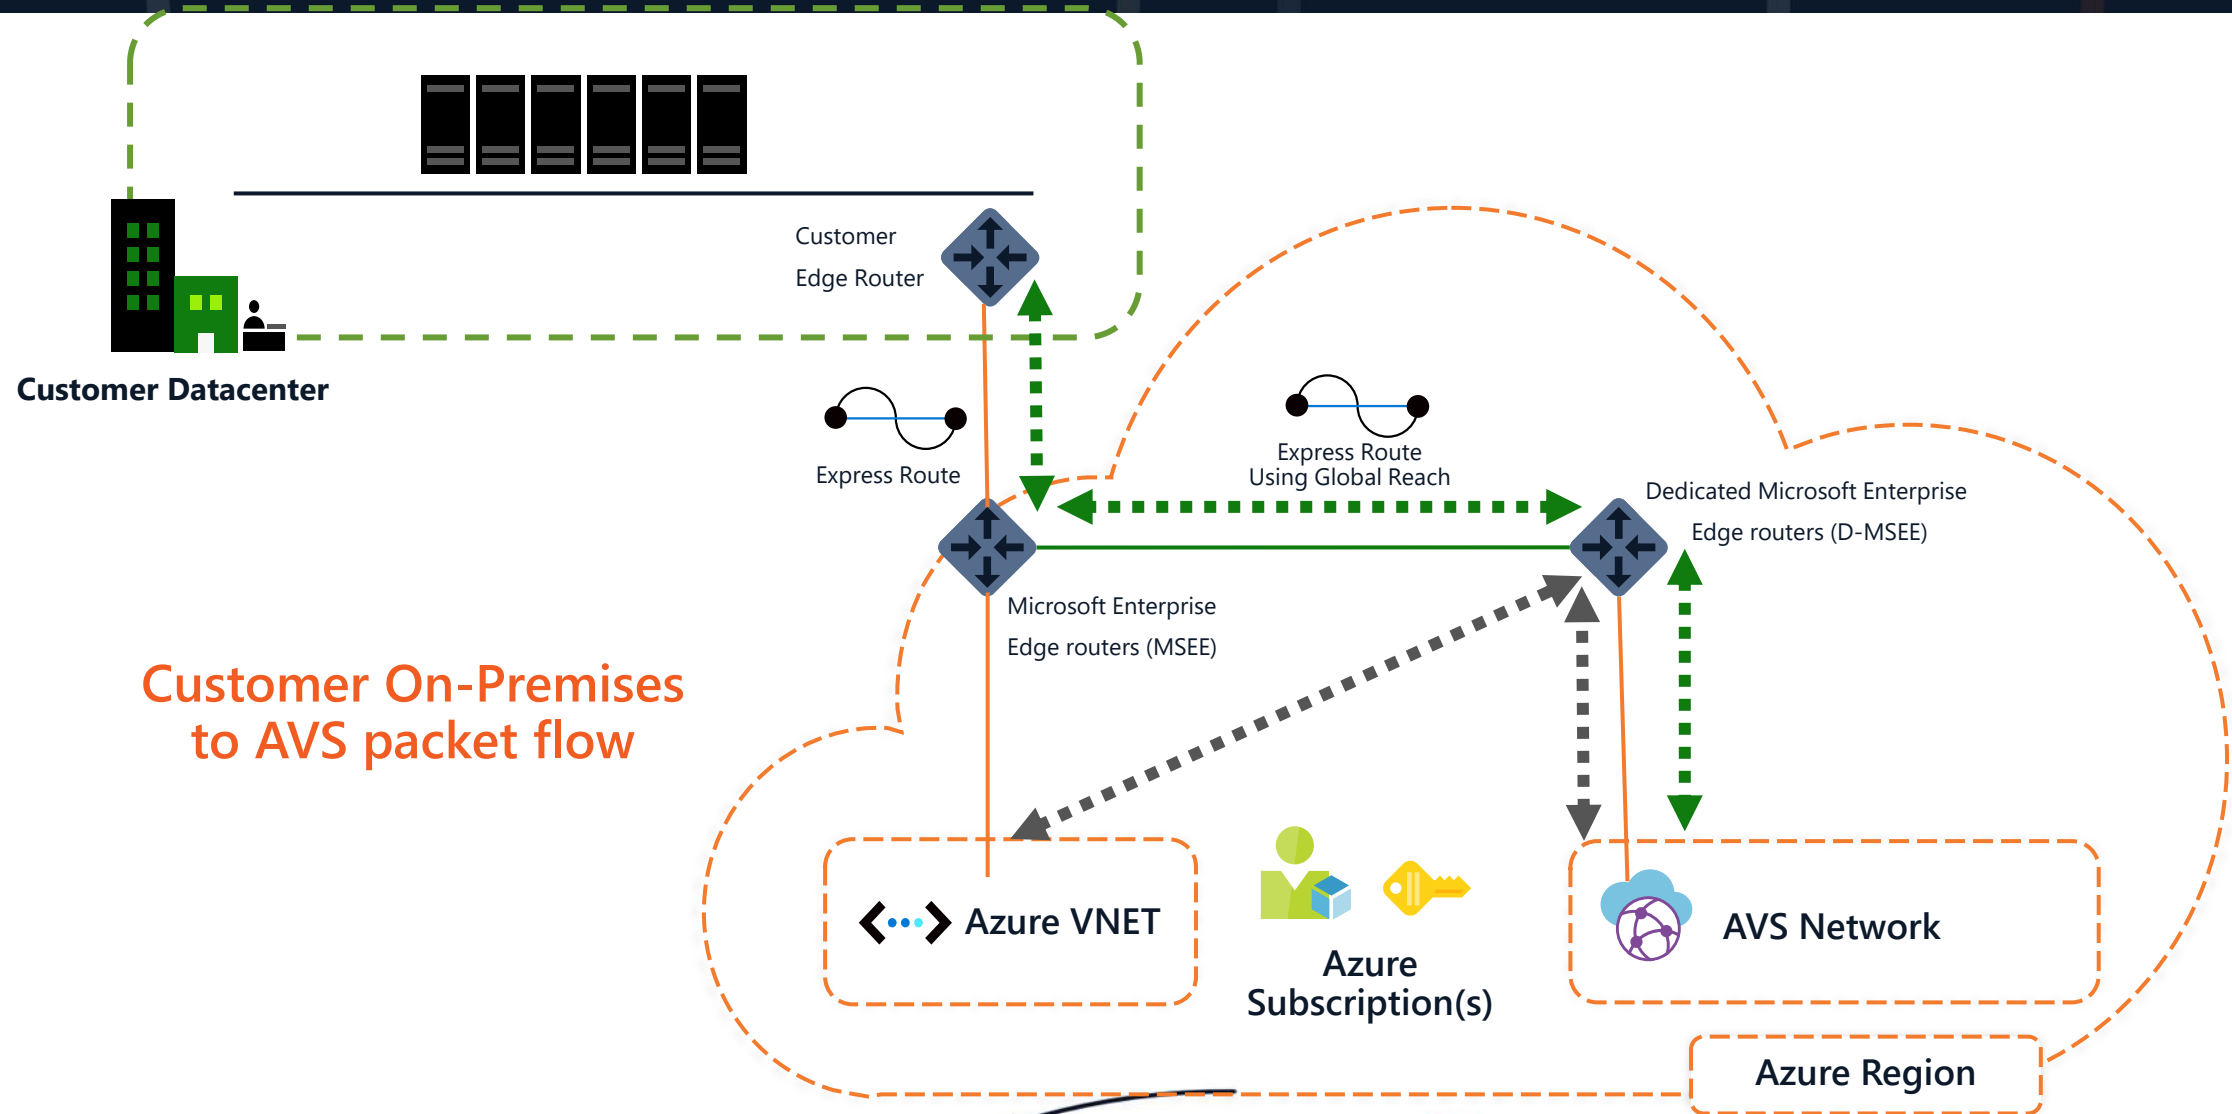 Customer
Edge Router
Customer Datacenter
Express Route
Express Route
Using Global Reach
Dedicated Microsoft Enterprise
Edge routers (D-MSEE)
Microsoft Enterprise
Edge routers (MSEE)
Customer On-Premises
to AVS packet flow
Azure VNET
Azure
Subscription(s)
AVS Network
Azure Region